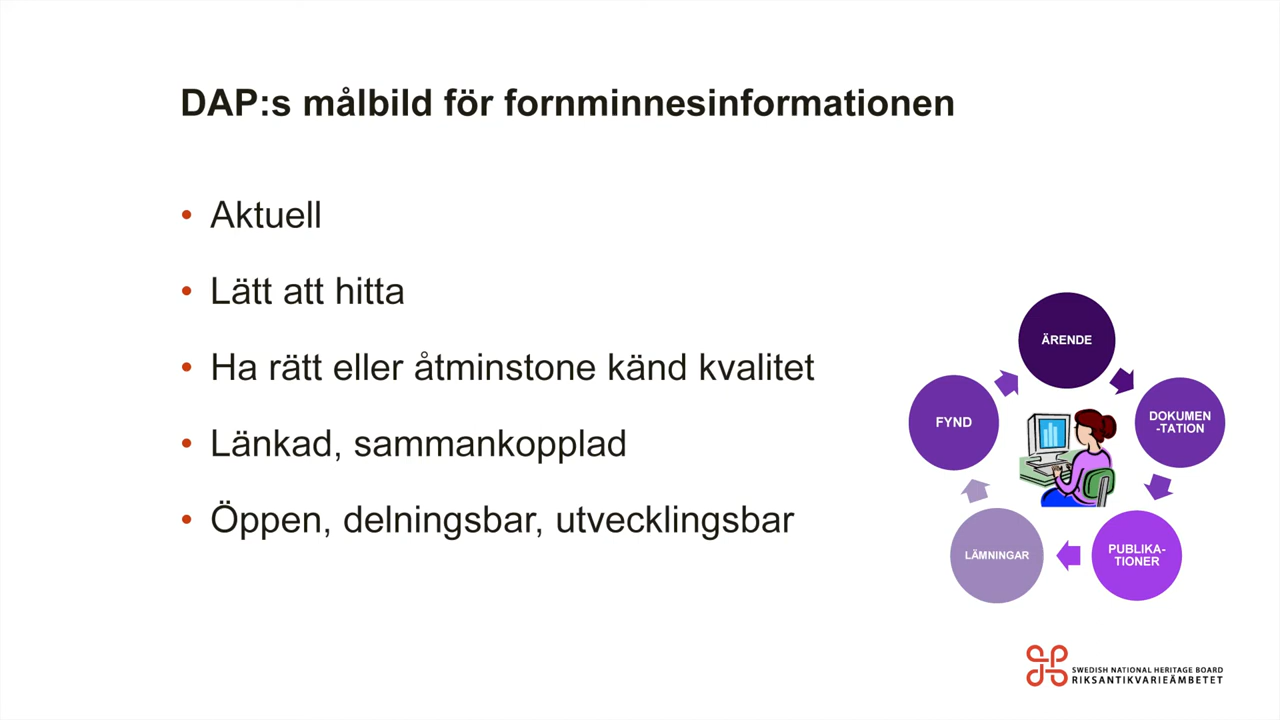 DAP:s målbild för fornminnesinformationen
• Aktuell
• Lätt att hitta
• Ha rätt eller åtminstone känd kvalitet
• Länkad, sammankopplad
• Öppen, delningsbar, utvecklingsbar
ÄRENDE
DOKUMEN
-TATION
PUBLIKA-
TIONER
LÄMNINGAR
FYND
SWEDISH NATIONAL HERITAGE BOARD
RIKSANTIKVARIEÄMBETET